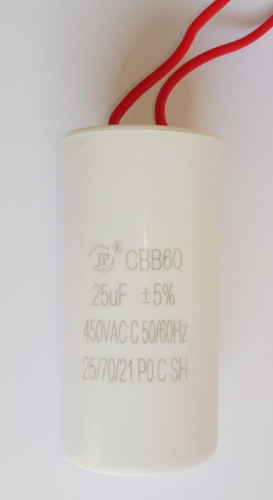 JP® CBB60
25uF ±5%
450VAC C 50/60Hz
25/70/21 P0 C SH